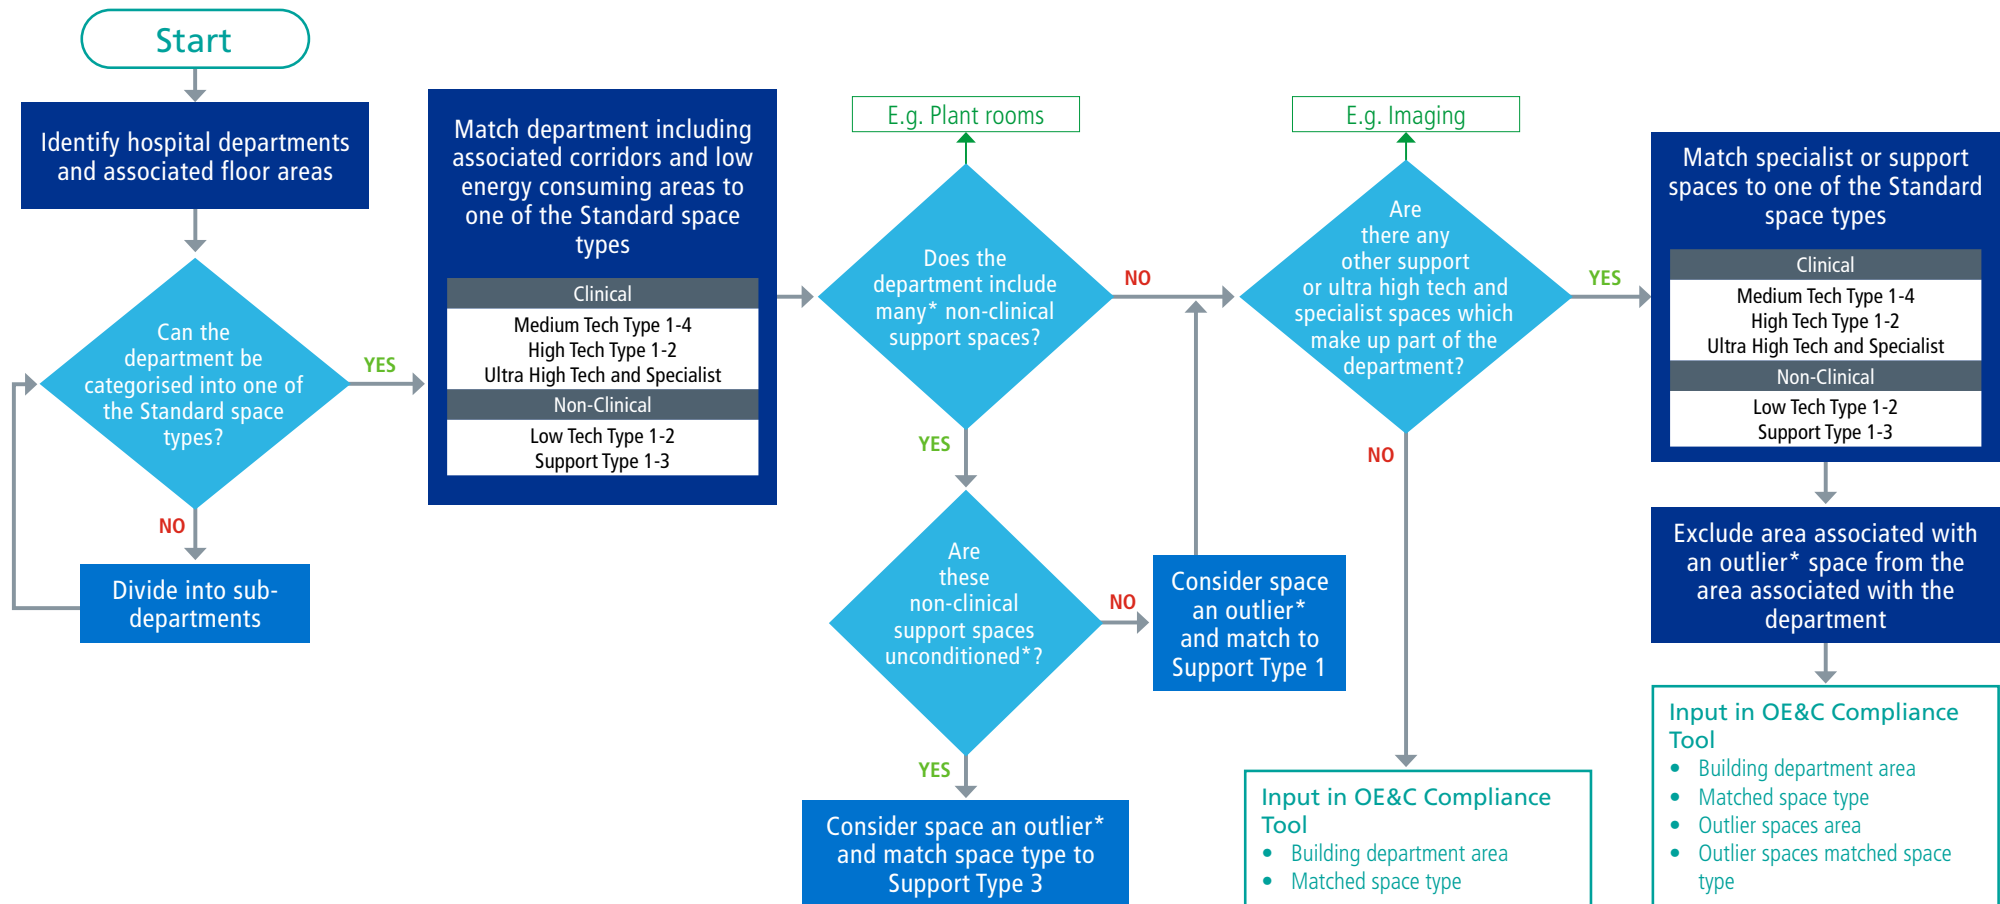 Start
Identify hospital departments
and associated floor areas
Can the
department be
categorised into one of
the Standard space
types?
YES
NO
Divide into sub-
departments
Match department including
associated corridors and low
energy consuming areas to
one of the Standard space
types
Clinical
Medium Tech Type 1-4
High Tech Type 1-2
Ultra High Tech and Specialist
Non-Clinical
Low Tech Type 1-2
Support Type 1-3
E.g. Plant rooms
Does the
department include
many* non-clinical
support spaces?
NO
YES
Are
these
non-clinical
support spaces
unconditioned*?
NO
YES
Consider space
an outlier*
and match to
Support Type 1
Consider space an outlier*
and match space type to
Support Type 3
E.g. Imaging
Are
there any
other support
or ultra high tech and
specialist spaces which
make up part of the
department?
YES
NO
Input in OE&C Compliance
Tool
• Building department area
• Matched space type
Match specialist or support
spaces to one of the Standard
space types
Clinical
Medium Tech Type 1-4
High Tech Type 1-2
Ultra High Tech and Specialist
Non-Clinical
Low Tech Type 1-2
Support Type 1-3
Exclude area associated with
an outlier* space from the
area associated with the
department
Input in OE&C Compliance
Tool
• Building department area
• Matched space type
• Outlier spaces area
• Outlier spaces matched space
type